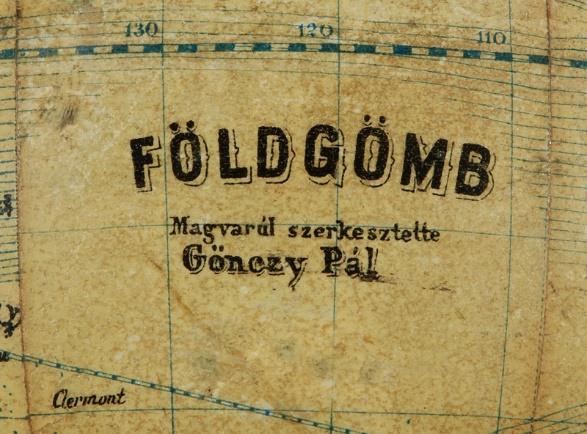 130 120 110
FÖLDGÖMB
Magyarúl szerkesztette
Gönczy Pál
Clermont